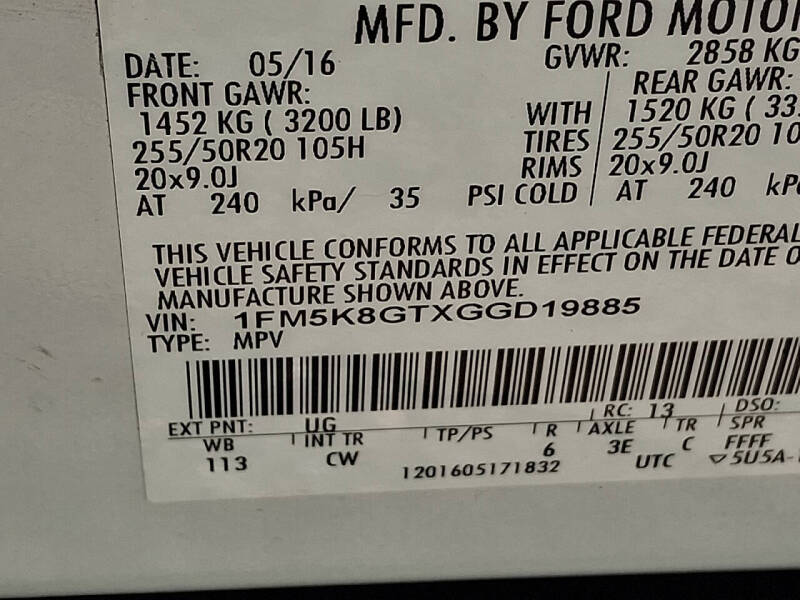 MFD. BY FORD MOTOR
DATE: 05/16 GVWR: 2858 KG
FRONT GAWR: REAR GAWR:
1452 KG ( 3200 LB) WITH 1520 KG (
255/50R20 105H TIRES 255/50R20
20x9.0J RIMS 20x9.0J
AT 240 kPa/ 35 PSI COLD AT 240
THIS VEHICLE CONFORMS TO ALL APPLICABLE FEDERAL
VEHICLE SAFETY STANDARDS IN EFFECT ON THE DATE
MANUFACTURE SHOWN ABOVE.
VIN: 1FM5K8GTXGGD19885
TYPE: MPV
EXT PNT: UG RC: 13 DSO:
WB INT TR TP/PS R AXLE TR SPR
113 CW 6 3E C FFFF
1201605171832 UTC ▽5U5A-